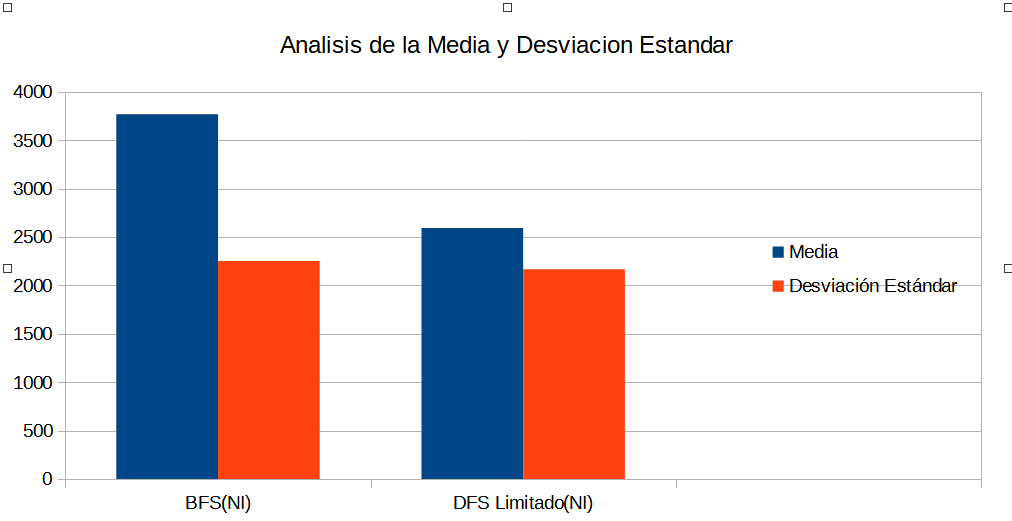 Analisis de la Media y Desviacion Estandar
4000
3500
3000
2500
2000
1500
1000
500
0
BFS(NI)
DFS Limitado(NI)
Media
Desviación Estándar